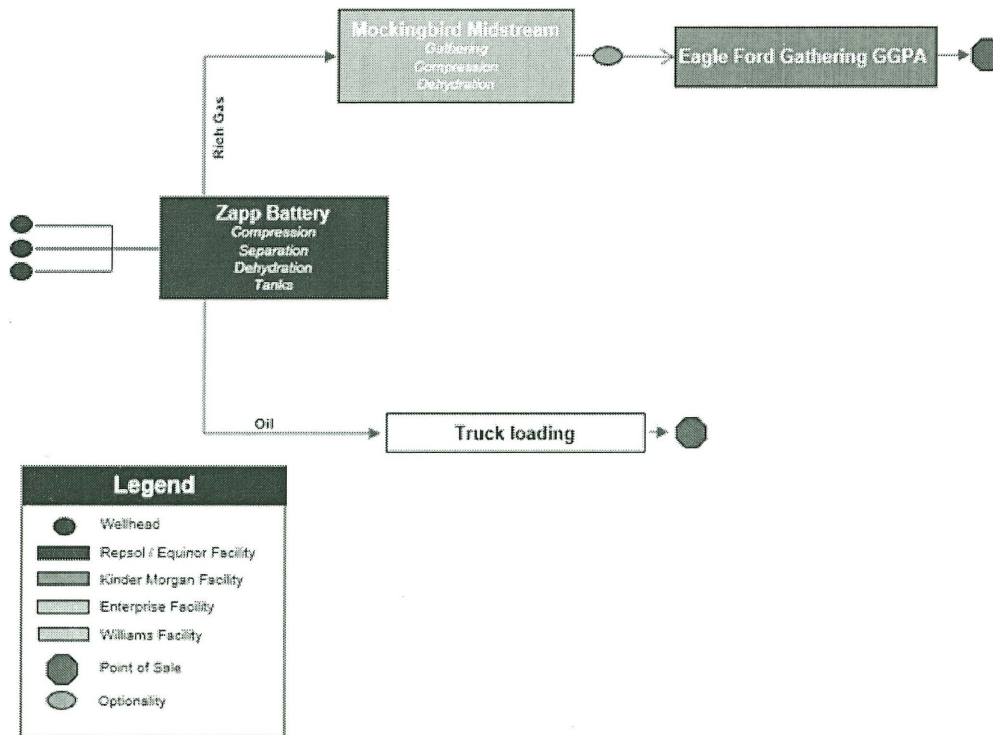 Mockingbird Midstream
Gathering
Compression
Dehydration
Eagle Ford Gathering GGPA
Rich Gas
Zapp Battery
Compression
Separation
Dehydration
Tanks
Oil
Truck loading
Legend
Wellhead
Repsol / Equinor Facility
Kinder Morgan Facility
Enterprise Facility
Williams Facility
Point of Sale
Optionality